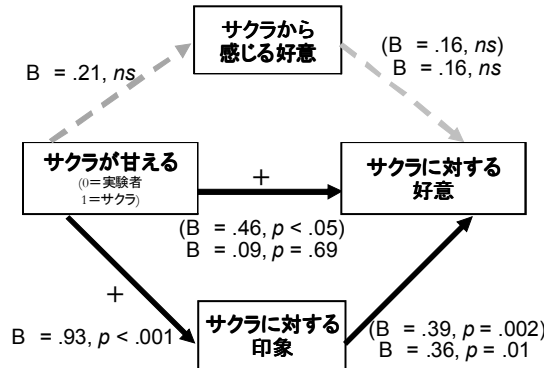 サクラから
感じる好意
B = .21, ns
(B = .16, ns)
B = .16, ns
サクラが甘える
(0=実験者
1=サクラ)
+
サクラに対する
好意
(B = .46, p < .05)
B = .09, p = .69
+
B = .93, p < .001
サクラに対する
印象
(B = .39, p = .002)
B = .36, p = .01